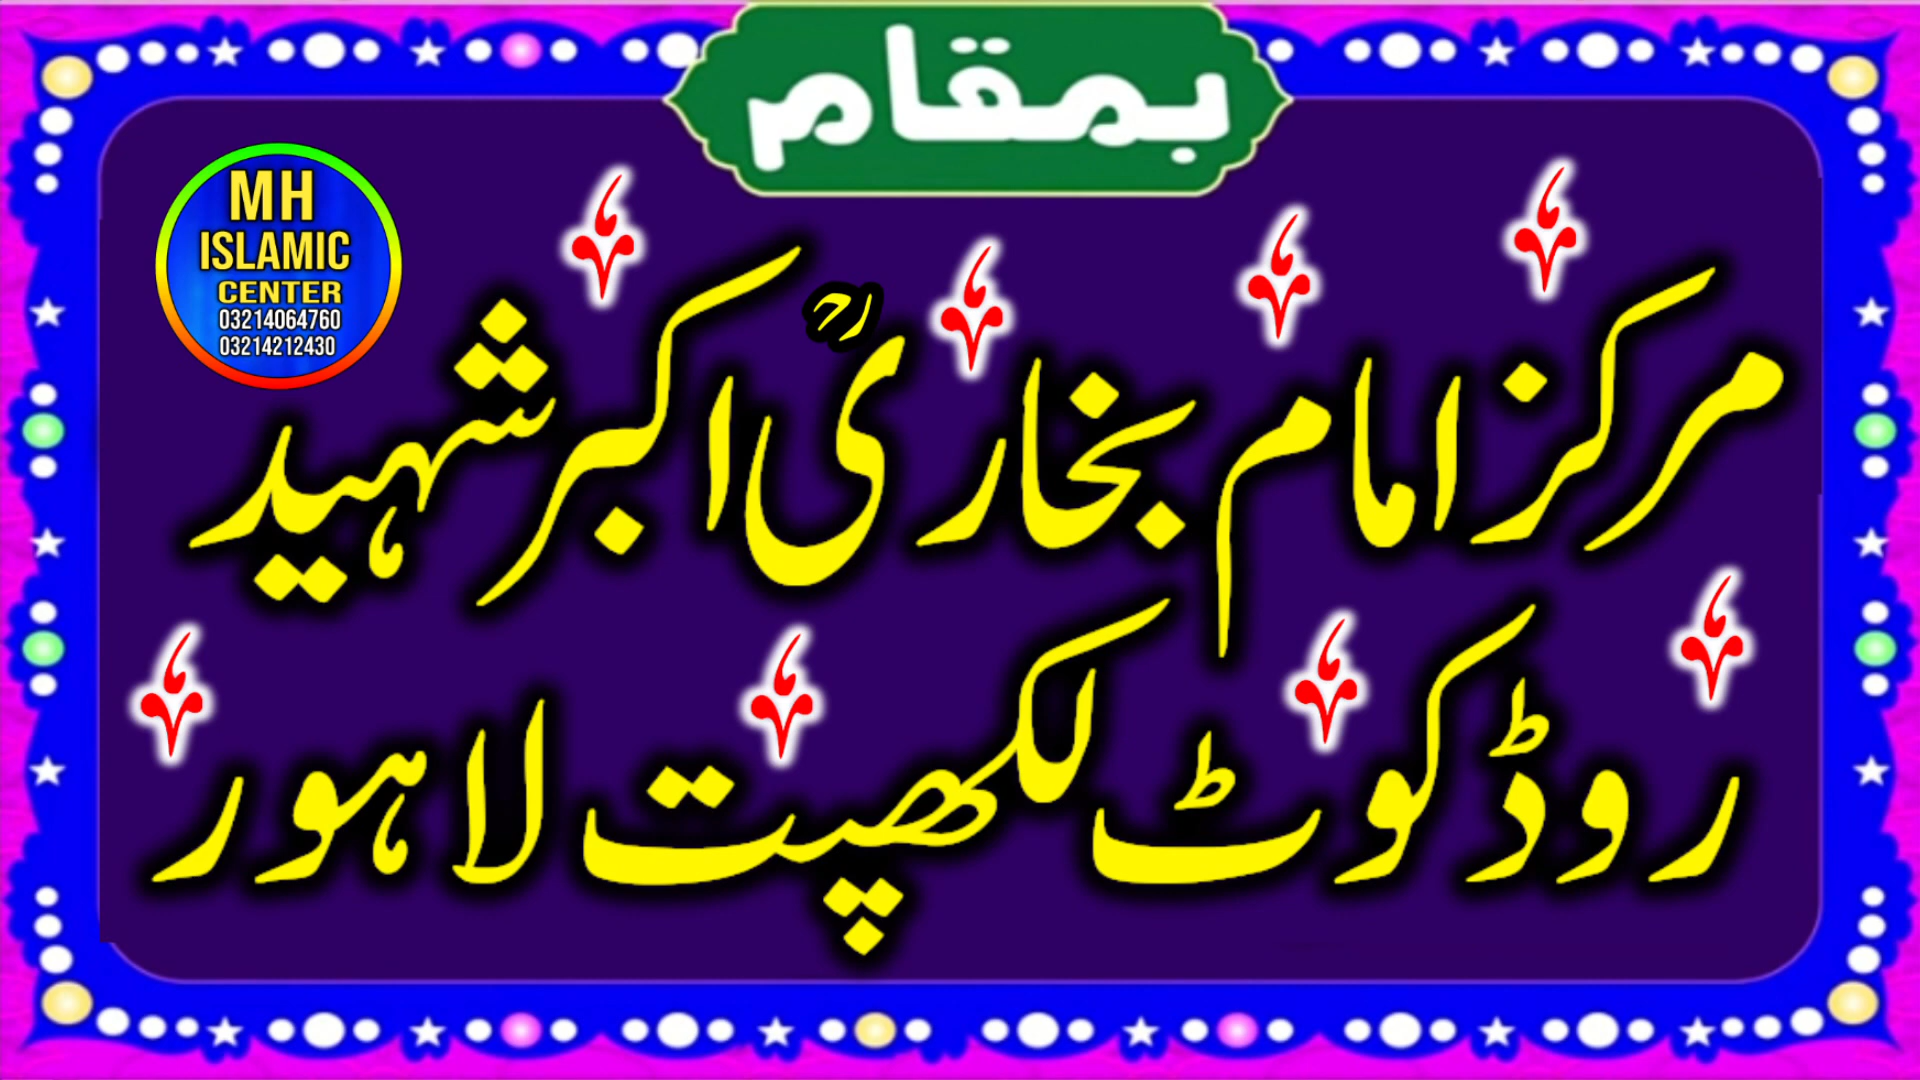 بمقام
MH
ISLAMIC
CENTER
03214064760
03214212430
مرکز امام بخاریؒ اکبر شہید
روڈ کوٹ لکھپت لاہور